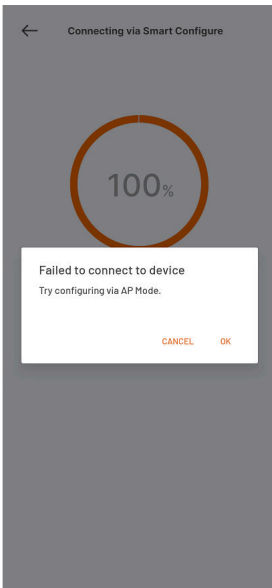 Connecting via Smart Configure
100%
Failed to connect to device
Try configuring via AP Mode.
CANCEL OK